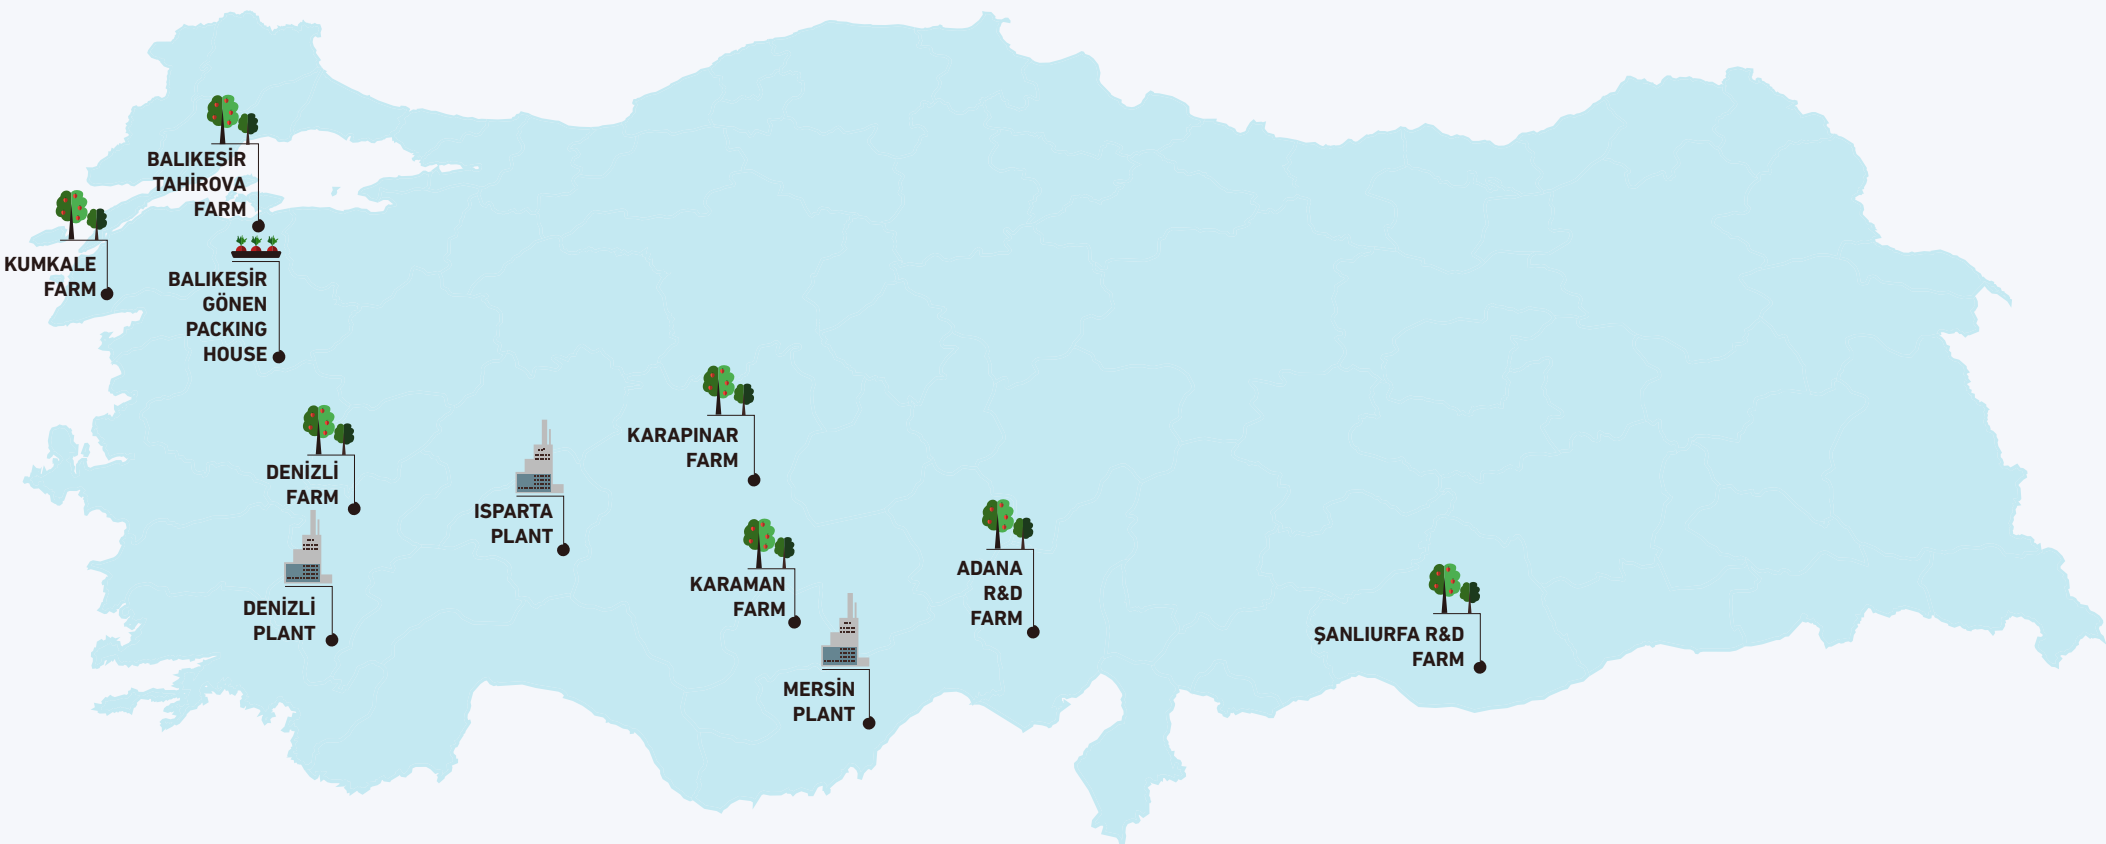 BALIKESİR
TAHİROVA
FARM
KUMKALE
FARM
BALIKESİR
GÖNEN
PACKING
HOUSE
DENİZLİ
FARM
DENİZLİ
PLANT
ISPARTA
PLANT
KARAPINAR
FARM
KARAMAN
FARM
MERSİN
PLANT
ADANA
R&D
FARM
ŞANLIURFA R&D
FARM